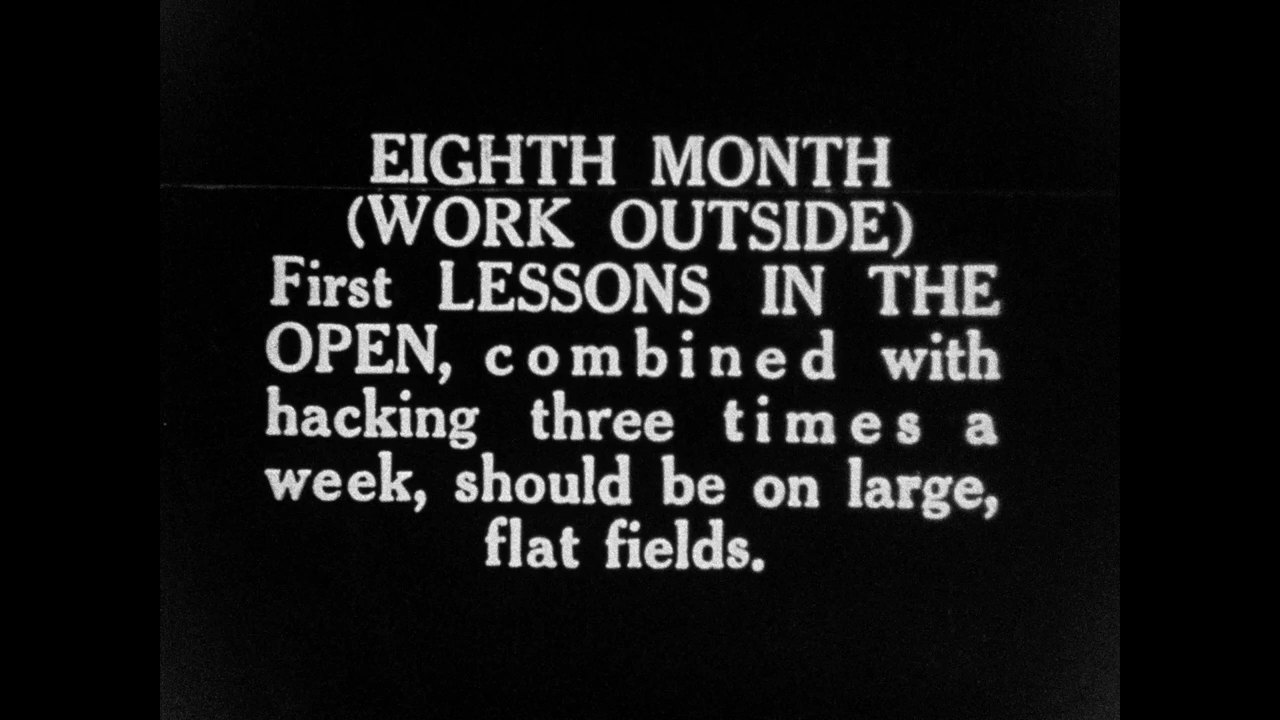 EIGHTH MONTH
(WORK OUTSIDE)
First LESSONS IN THE
OPEN, combined with
hacking three times a
week, should be on large,
flat fields.